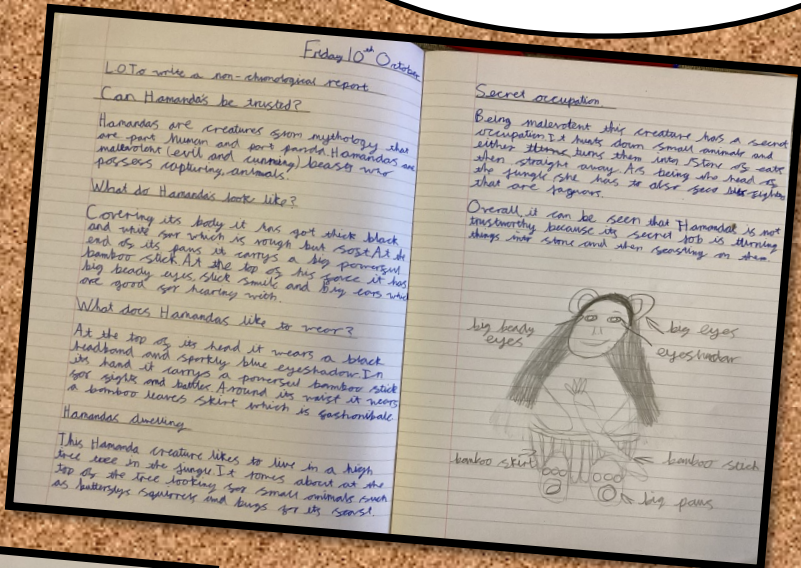 Friday 10th October
LO To write a non-chronological report
Can Hamanda's be trusted?
Hamandas are creatures from mythology that
are part human and part panda. Hamandas are
malevolent (evil and cunning) beasts who
possess capturing animals.
What do Hamanda's look like?
Covering its body it has got thick black
and white fur which is rough but soft. At the
end of its paws it carrys a big powerful
bamboo stick. At the top of his face it has
big beady eyes, slick smile and Big ears which
are good for hearing with.
What does Hamandas like to wear?
At the top of its head it wears a black
headband and sparkly blue eyeshadow. In
its hand it carrys a powerful bamboo stick
for fights and battles. Around its waist it wears
a bamboo leaves skirt which is fashonibale
Hamandas dwelling
This Hamanda creature likes to live in a high
tree in the jungle. It about at the
top of the tree looking for small animals such
as butterflys squirrels and bugs for its feast.
Secret occupation
Being malevolent this creature has a secret
occupation. It hunts down small animals and
either turns them into stone or eats
then straight away. As being the head of
the jungle she has to also
that are jaguars.
Overall it can be seen that Hamandas is not
trustworthy because its secret job is turning
things into stone and then feasting on them.
big beady
eyes
big eyes
eyeshadow
bamboo skirt
bamboo
big paws